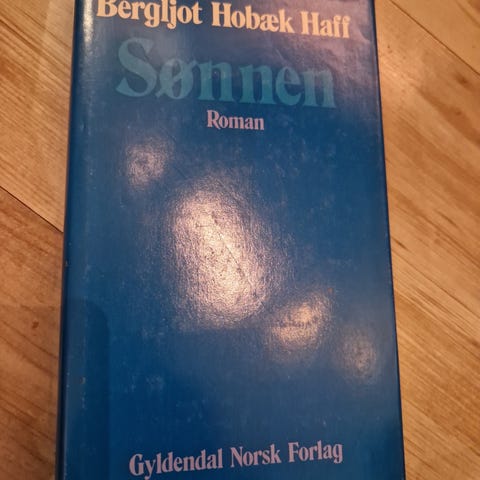 Bergljot Hobæk Haff
Sønnen
Roman
Gyldendal Norsk Forlag